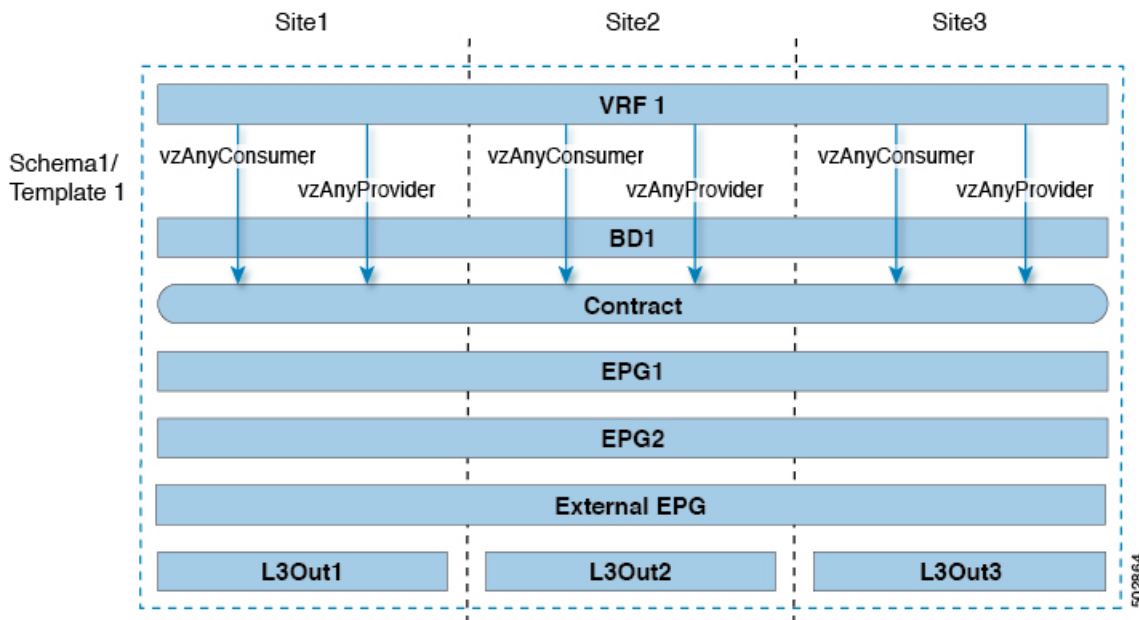 Site1
Site2
Site3
VRF 1
Schema1/
Template 1
vzAnyConsumer
vzAnyProvider
vzAnyConsumer
vzAnyProvider
vzAnyConsumer
vzAnyProvider
BD1
Contract
EPG1
EPG2
External EPG
L3Out1
L3Out2
L3Out3
502864